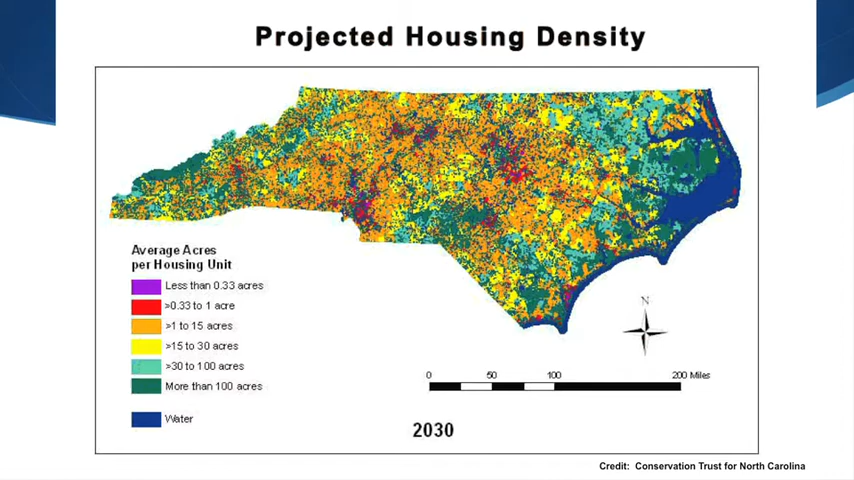 Projected Housing Density
Average Acres
per Housing Unit
Less than 0.33 acres
>0.33 to 1 acre
>1 to 15 acres
>15 to 30 acres
>30 to 100 acres
More than 100 acres
Water
N
0 50 100 200 Miles
2030
Credit: Conservation Trust for North Carolina